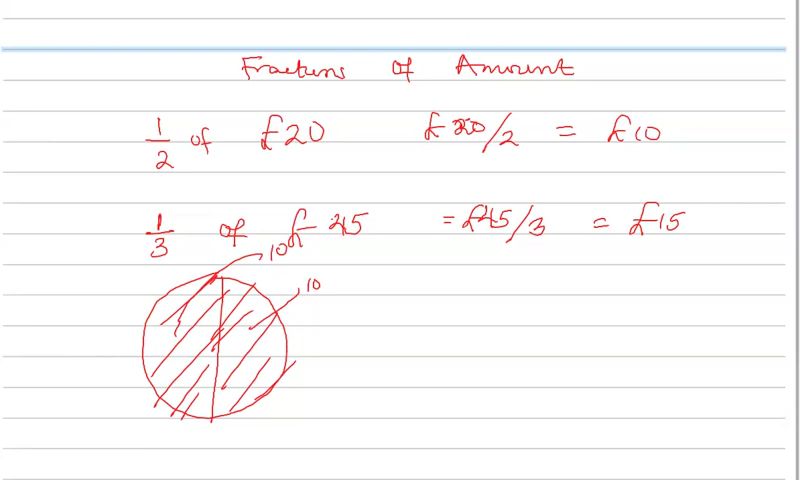 Fractions of Amount
1/2 of £20 £20/2 = £10
1/3 of £45 = £45/3 = £15
10
10